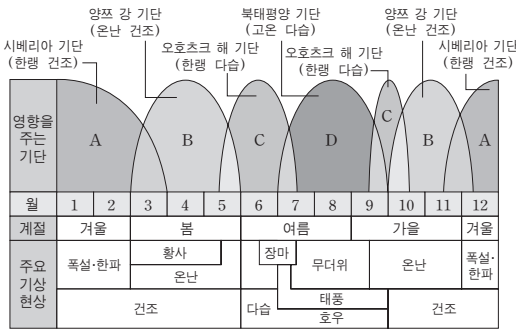 양쯔 강 기단
(온난 건조)
북태평양 기단
(고온 다습)
양쯔 강 기단
(온난 건조)
시베리아 기단
(한랭 건조)
오호츠크 해 기단
(한랭 다습)
오호츠크 해 기단
(한랭 다습)
시베리아 기단
(한랭 건조)
영향을
주는
기단
A B C D C B A
월 1 2 3 4 5 6 7 8 9 10 11 12
계절 겨울 봄 여름 가을 겨울
주요
기상
현상
폭설·한파 황사 장마 무더위 온난 폭설·
한파
온난
건조 다습 태풍 건조
호우